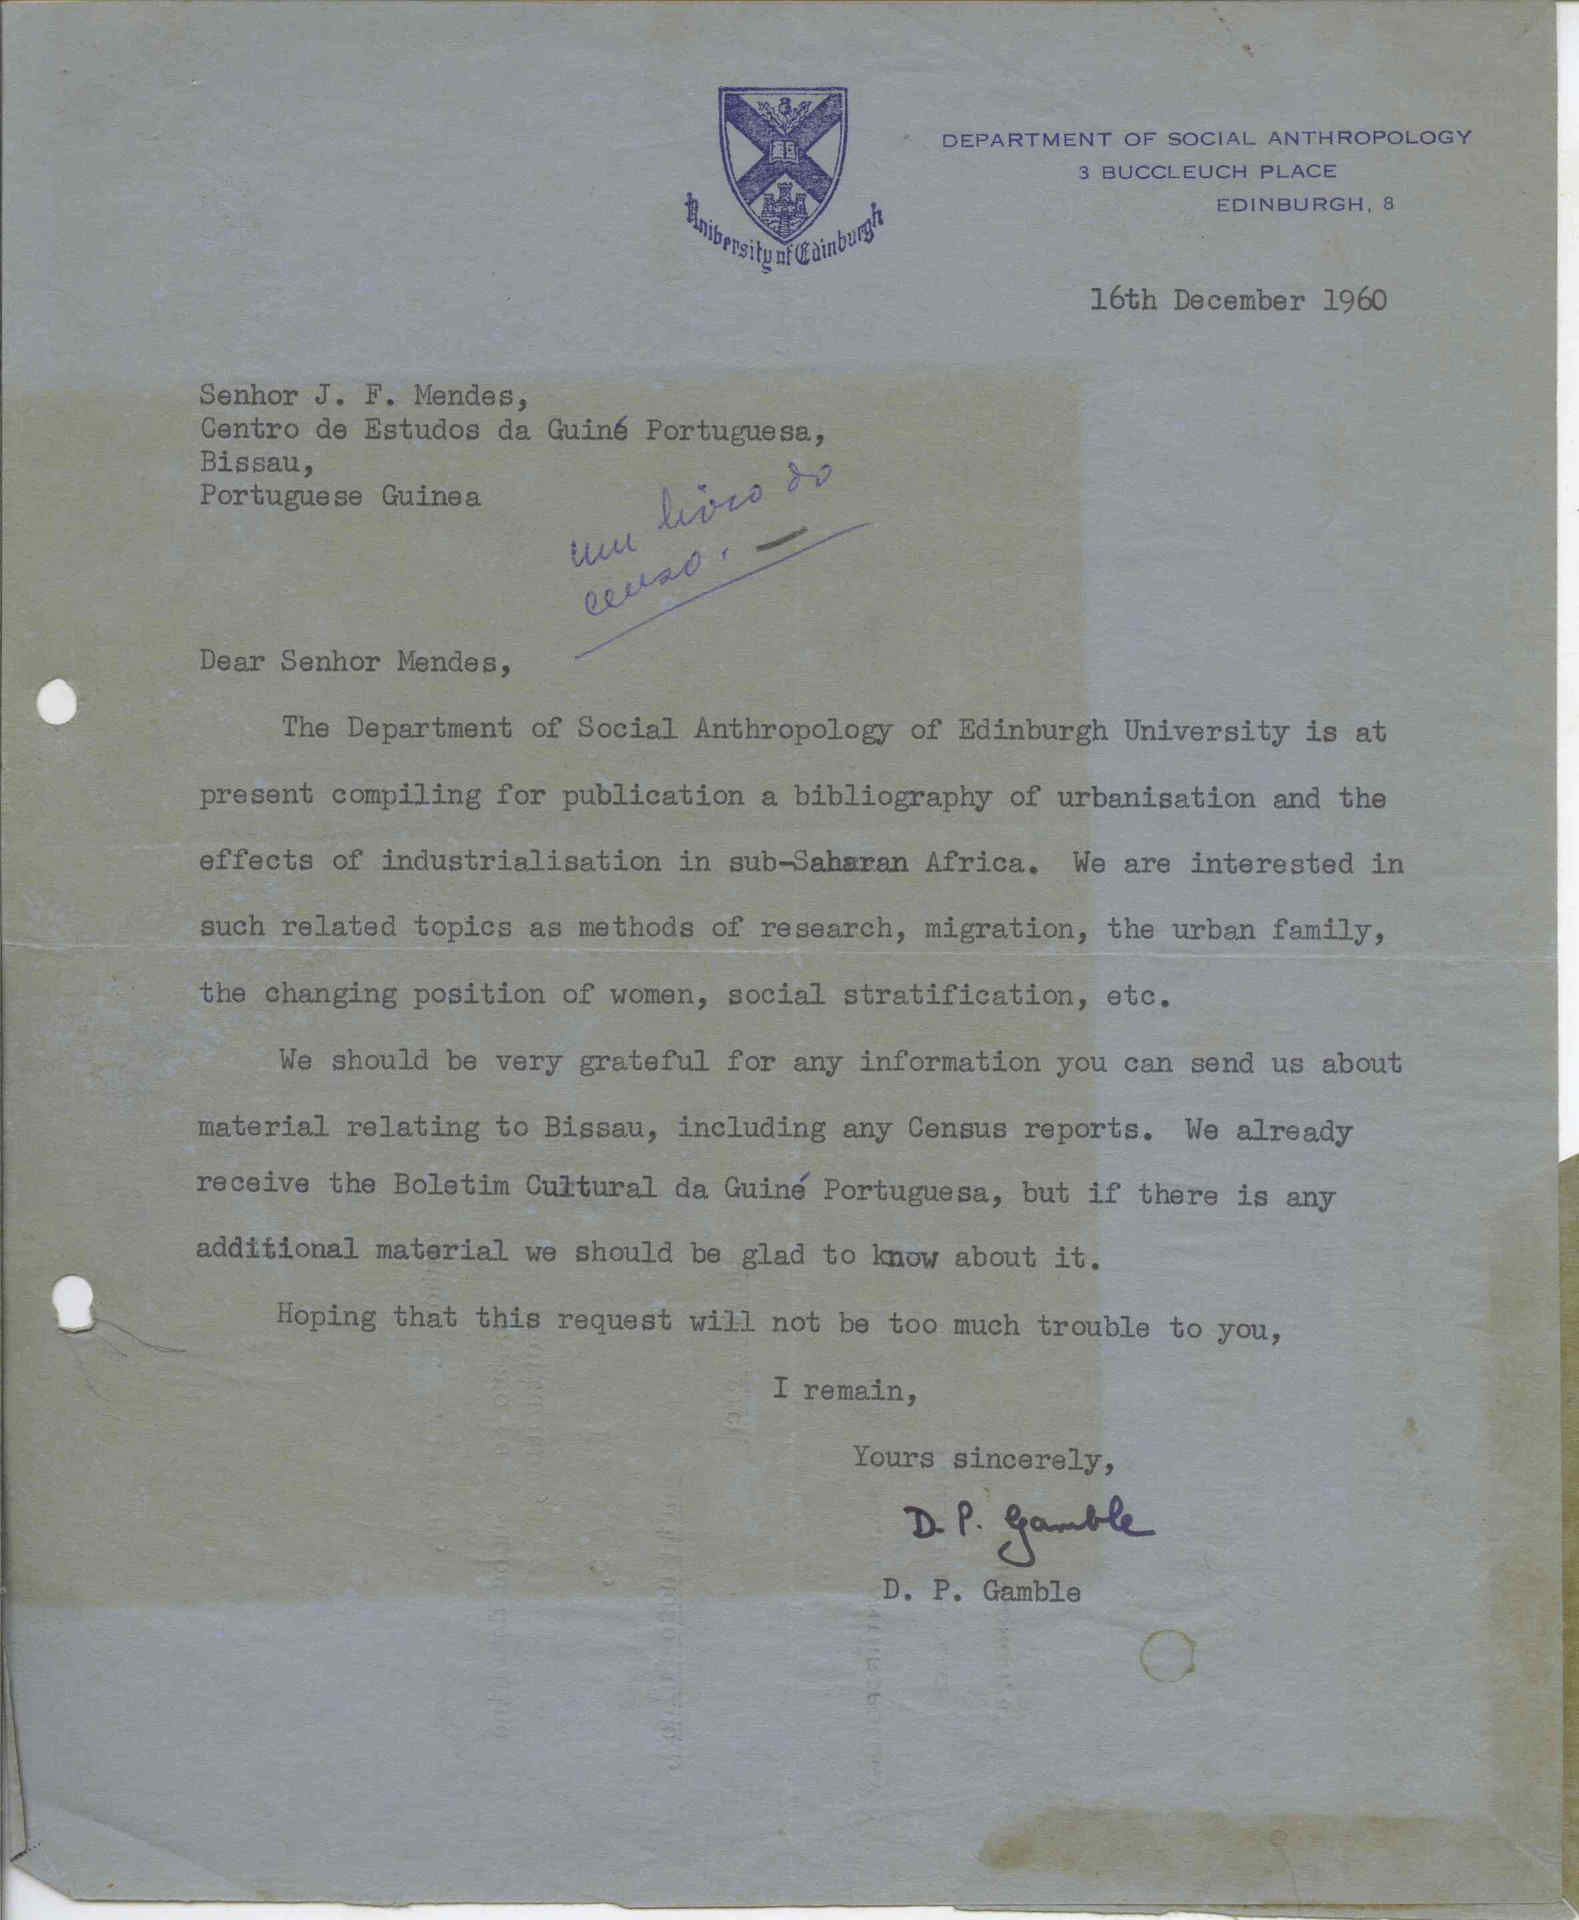 University of Edinburgh
DEPARTMENT OF SOCIAL ANTHROPOLOGY
3 BUCCLEUCH PLACE
EDINBURGH, 8
16th December 1960
Senhor J. F. Mendes,
Centro de Estudos da Guiné Portuguesa,
Bissau,
Portuguese Guinea
um livro do
censo.
Dear Senhor Mendes,
The Department of Social Anthropology of Edinburgh University is at
present compiling for publication a bibliography of urbanisation and the
effects of industrialisation in sub-Saharan Africa. We are interested in
such related topics as methods of research, migration, the urban family,
the changing position of women, social stratification, etc.
We should be very grateful for any information you can send us about
material relating to Bissau, including any Census reports. We already
receive the Boletim Cultural da Guiné Portuguesa, but if there is any
additional material we should be glad to know about it.
Hoping that this request will not be too much trouble to you,
I remain,
Yours sincerely,
D. P. Gamble
D. P. Gamble